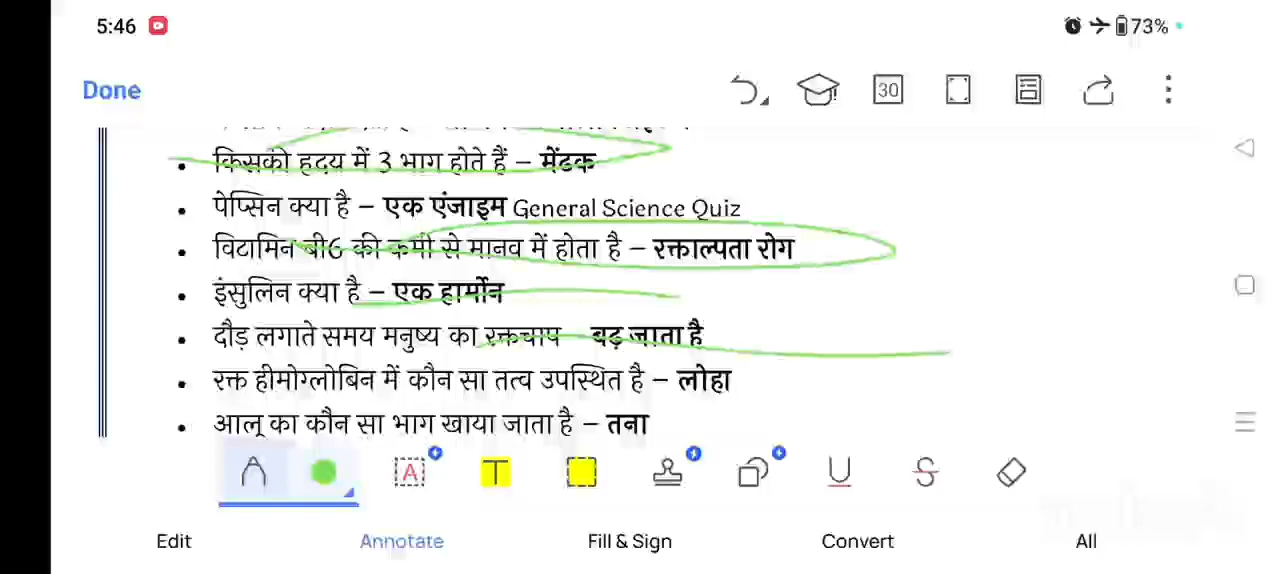 5:46
73%
Done
30
किसकी हृदय में 3 भाग होते हैं – मेंढक
पेप्सिन क्या है – एक एंजाइम General Science Quiz
विटामिन बी6 की कमी से मानव में होता है – रक्ताल्पता रोग
इंसुलिन क्या है – एक हार्मोन
दौड़ लगाते समय मनुष्य का रक्तचाप – बढ़ जाता है
रक्त हीमोग्लोबिन में कौन सा तत्व उपस्थित है – लोहा
आलू का कौन सा भाग खाया जाता है – तना
A
T
U
S
Edit
Annotate
Fill & Sign
Convert
All